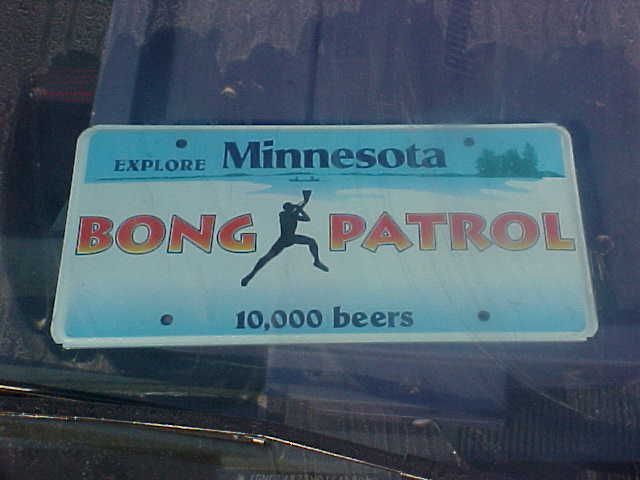 EXPLORE Minnesota
BONG PATROL
10,000 beers